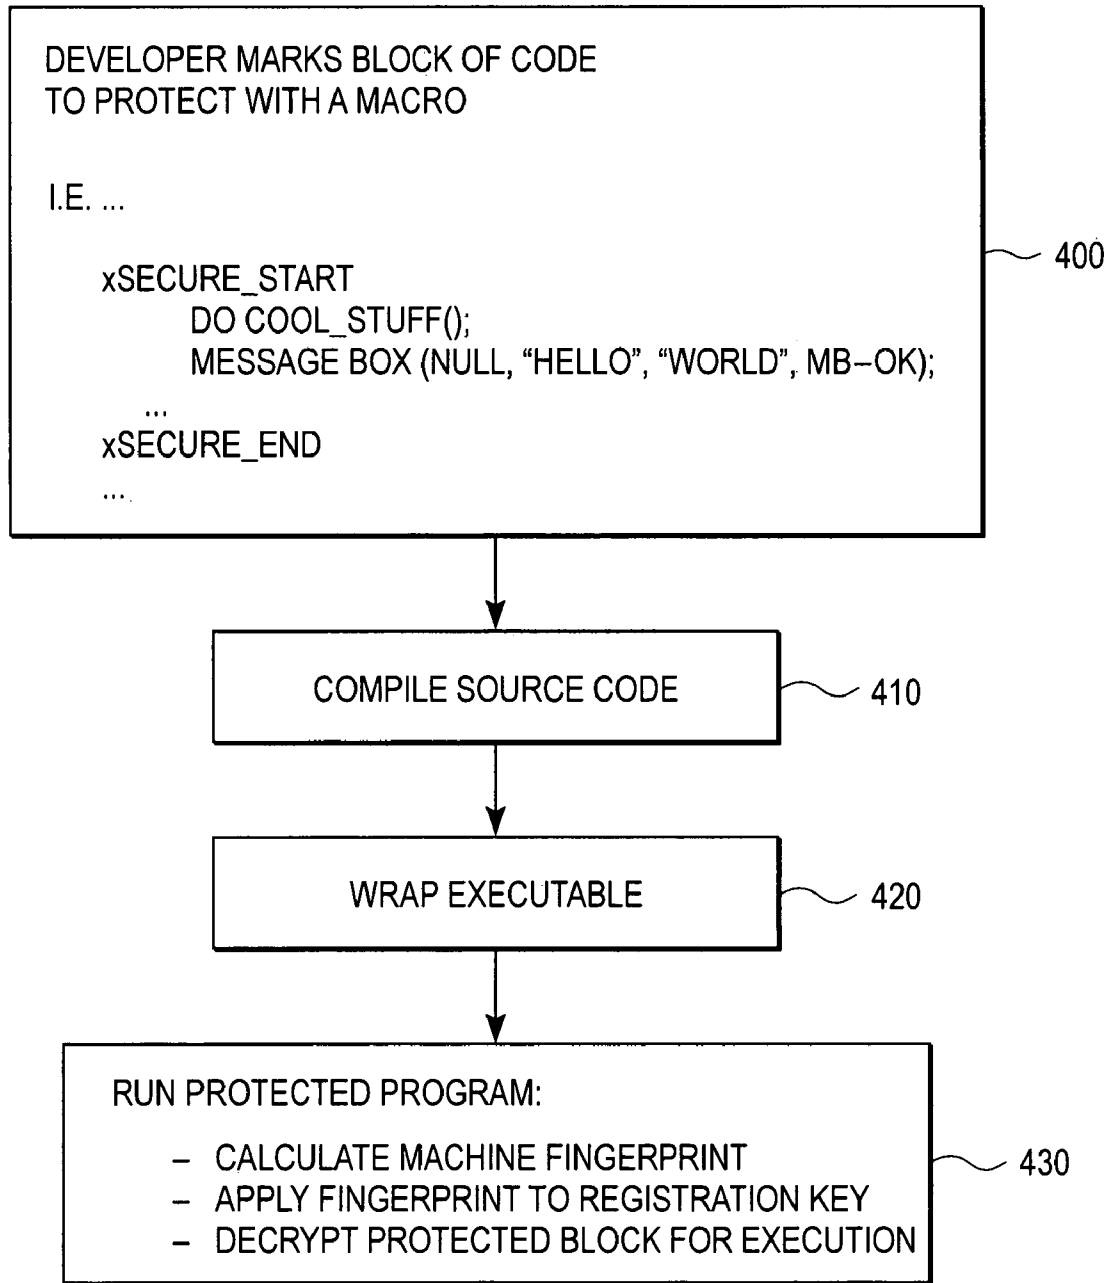 DEVELOPER MARKS BLOCK OF CODE
TO PROTECT WITH A MACRO
I.E. ...
xSECURE_START
DO COOL_STUFF();
MESSAGE BOX (NULL, “HELLO”, “WORLD”, MB–OK);
...
xSECURE_END
...
400
COMPILE SOURCE CODE
410
WRAP EXECUTABLE
420
RUN PROTECTED PROGRAM:
– CALCULATE MACHINE FINGERPRINT
– APPLY FINGERPRINT TO REGISTRATION KEY
– DECRYPT PROTECTED BLOCK FOR EXECUTION
430